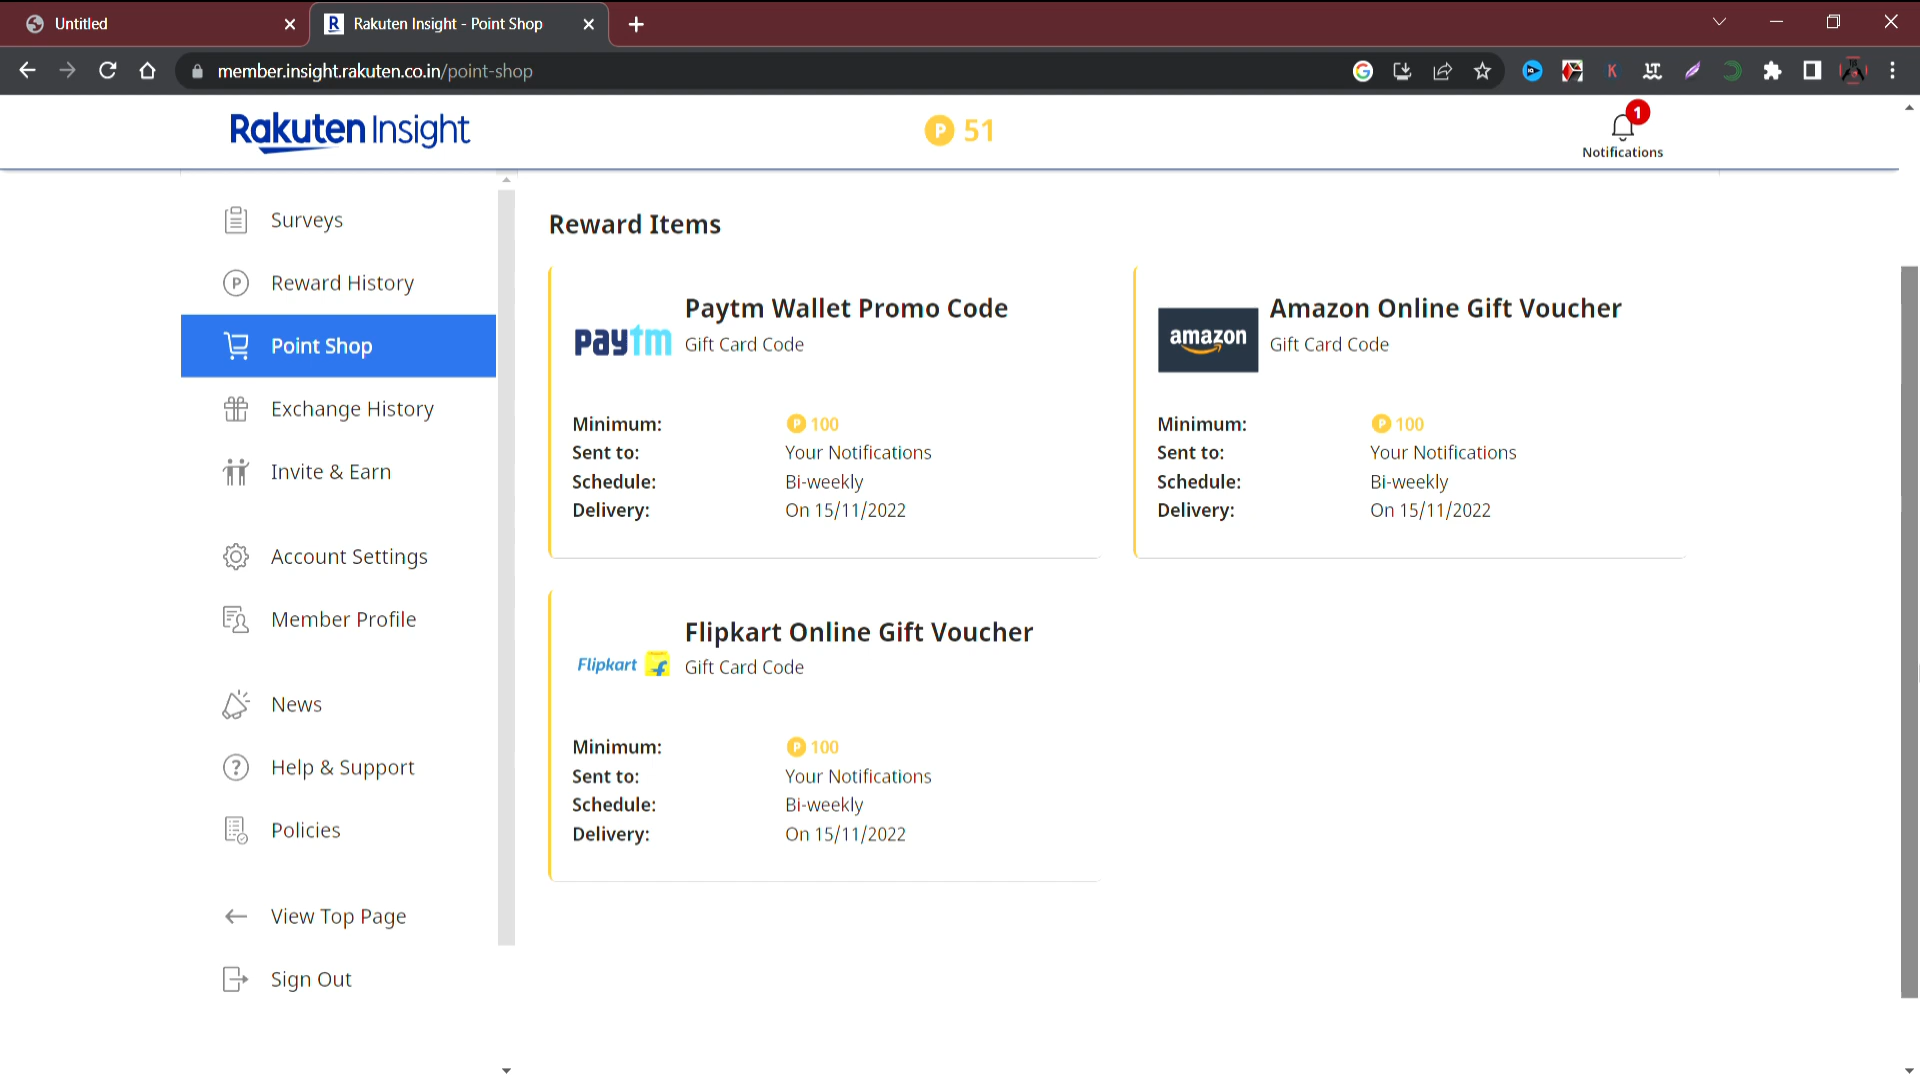 Untitled
Rakuten Insight - Point Shop
member.insight.rakuten.co.in/point-shop
Rakuten Insight
P 51
1
Notifications
Surveys
Reward History
Point Shop
Exchange History
Invite & Earn
Account Settings
Member Profile
News
Help & Support
Policies
View Top Page
Sign Out
Reward Items
paytm
Paytm Wallet Promo Code
Gift Card Code
Minimum: P 100
Sent to: Your Notifications
Schedule: Bi-weekly
Delivery: On 15/11/2022
amazon
Amazon Online Gift Voucher
Gift Card Code
Minimum: P 100
Sent to: Your Notifications
Schedule: Bi-weekly
Delivery: On 15/11/2022
Flipkart
Flipkart Online Gift Voucher
Gift Card Code
Minimum: P 100
Sent to: Your Notifications
Schedule: Bi-weekly
Delivery: On 15/11/2022